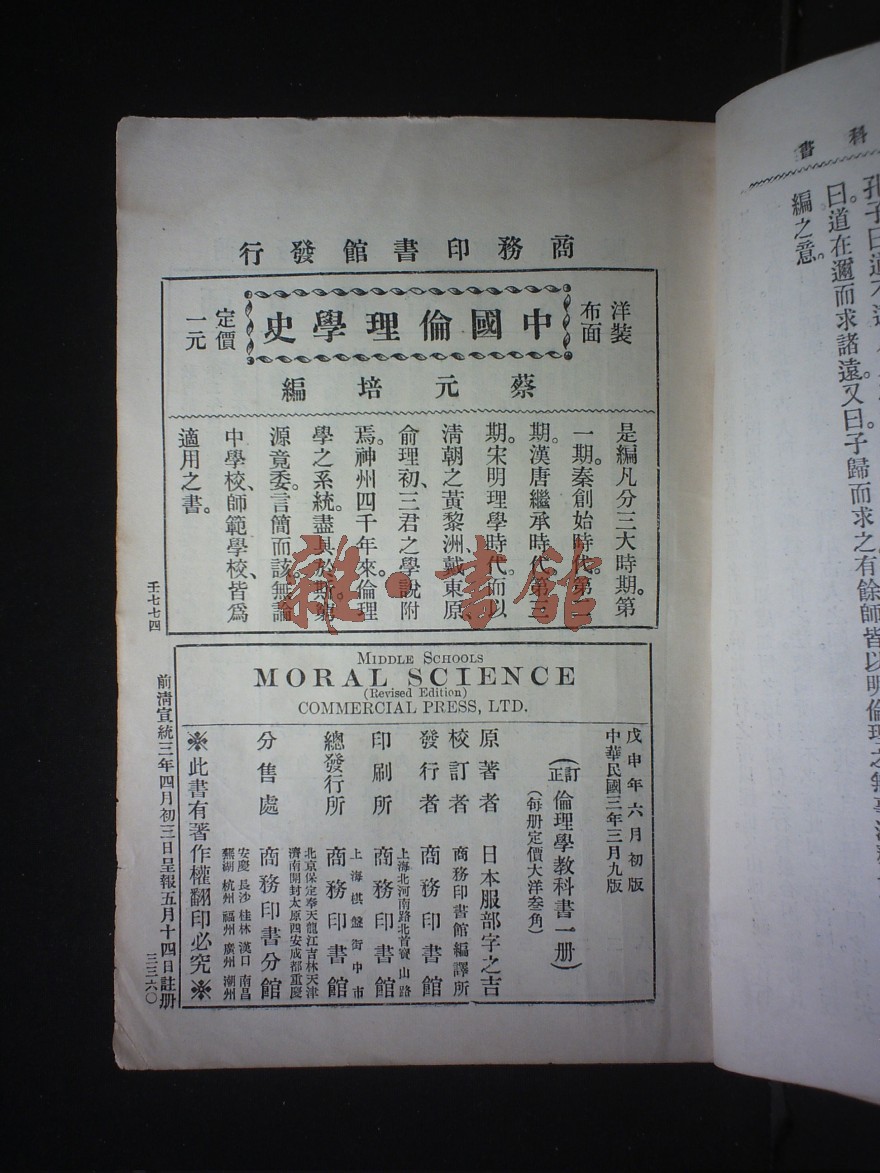 商務印書館發行
洋装
布面
中國倫理學史
定價
一元
蔡元培編
是編凡分三大時期。第
一期。秦創始時代。第二
期。漢唐繼承時代。第三
期。宋明理學時代。而以
清朝之黃黎洲、戴東原、
俞理初、三君之學說附
焉。神州四千年來。倫理
學之系統。盡具於斯。窮
源竟委。言簡而該。無論
中學校、師範學校、皆爲
適用之書。
壬七七四
MIDDLE SCHOOLS
MORAL SCIENCE
(Revised Edition)
COMMERCIAL PRESS, LTD.
戊申年六月初版
中華民國三年三月九版
(訂正倫理學教科書一册)
(每册定價大洋叁角)
原著者 日本服部宇之吉
校訂者 商務印書館編譯所
發行者 商務印書館
上海北河南路北首寶山路
印刷所 商務印書館
上海棋盤街中市
總發行所 商務印書館
北京保定奉天龍江吉林天津
濟南開封太原西安成都重慶
分售處 商務印書分館
安慶 長沙 桂林 漢口 南昌
蕪湖 杭州 福州 廣州 潮州
※此書有著作權翻印必究※
前清宣統三年四月初三日呈報五月十四日註册
三三六〇
雜·書館
科書
曰。道在邇而求諸遠。又曰子歸而求之有餘師皆以明倫理之
編之意。